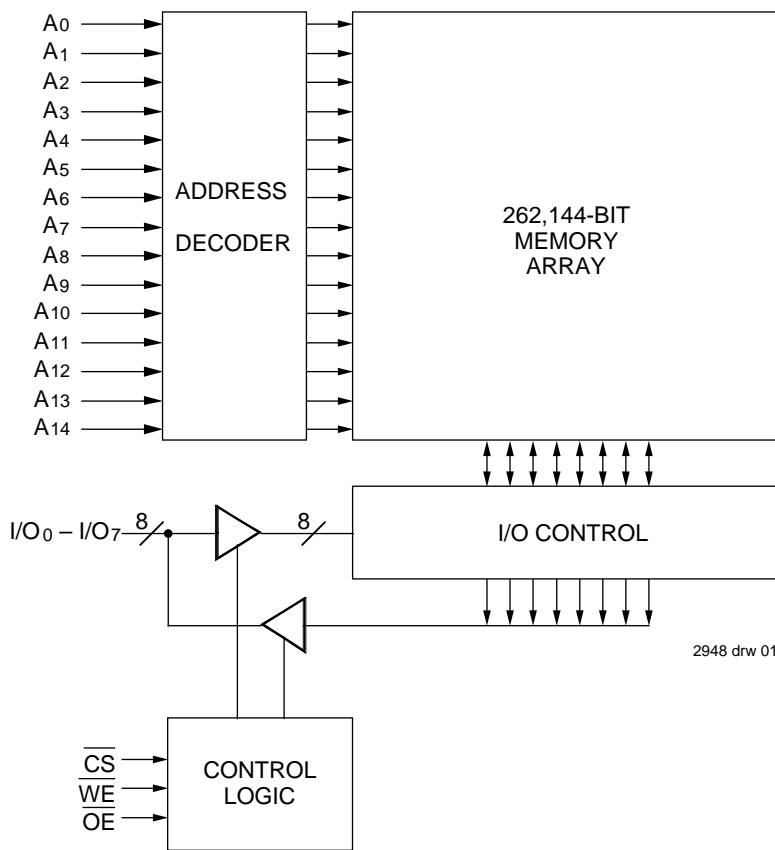 A0
A1
A2
A3
A4
A5
A6
A7
A8
A9
A10
A11
A12
A13
A14
ADDRESS
DECODER
262,144-BIT
MEMORY
ARRAY
I/O0 – I/O7
8
8
I/O CONTROL
2948 drw 01
CS
WE
OE
CONTROL
LOGIC